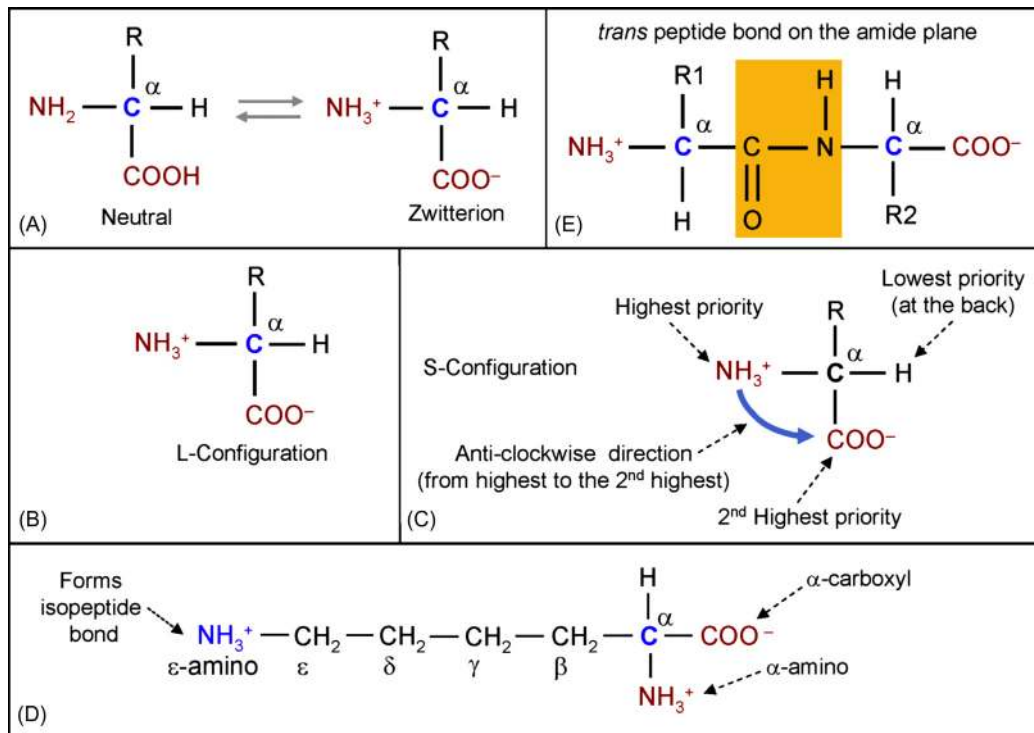 R
α
NH₂ C H
COOH
Neutral
R
α
NH₃⁺ C H
COO⁻
Zwitterion
(A)
trans peptide bond on the amide plane
R1 H
α α H
NH₃⁺ C C N C COO⁻
H O R2
(E)
R
α
NH₃⁺ C H
COO⁻
L-Configuration
(B)
Highest priority
Lowest priority
(at the back)
R
α
S-Configuration
NH₃⁺ C H
COO⁻
Anti-clockwise direction
(from highest to the 2nd highest)
2nd Highest priority
(C)
Forms
isopeptide
bond
H
α
α-carboxyl
NH₃⁺ CH₂ CH₂ CH₂ CH₂ C COO⁻
ε-amino ε δ γ β
NH₃⁺
α-amino
(D)